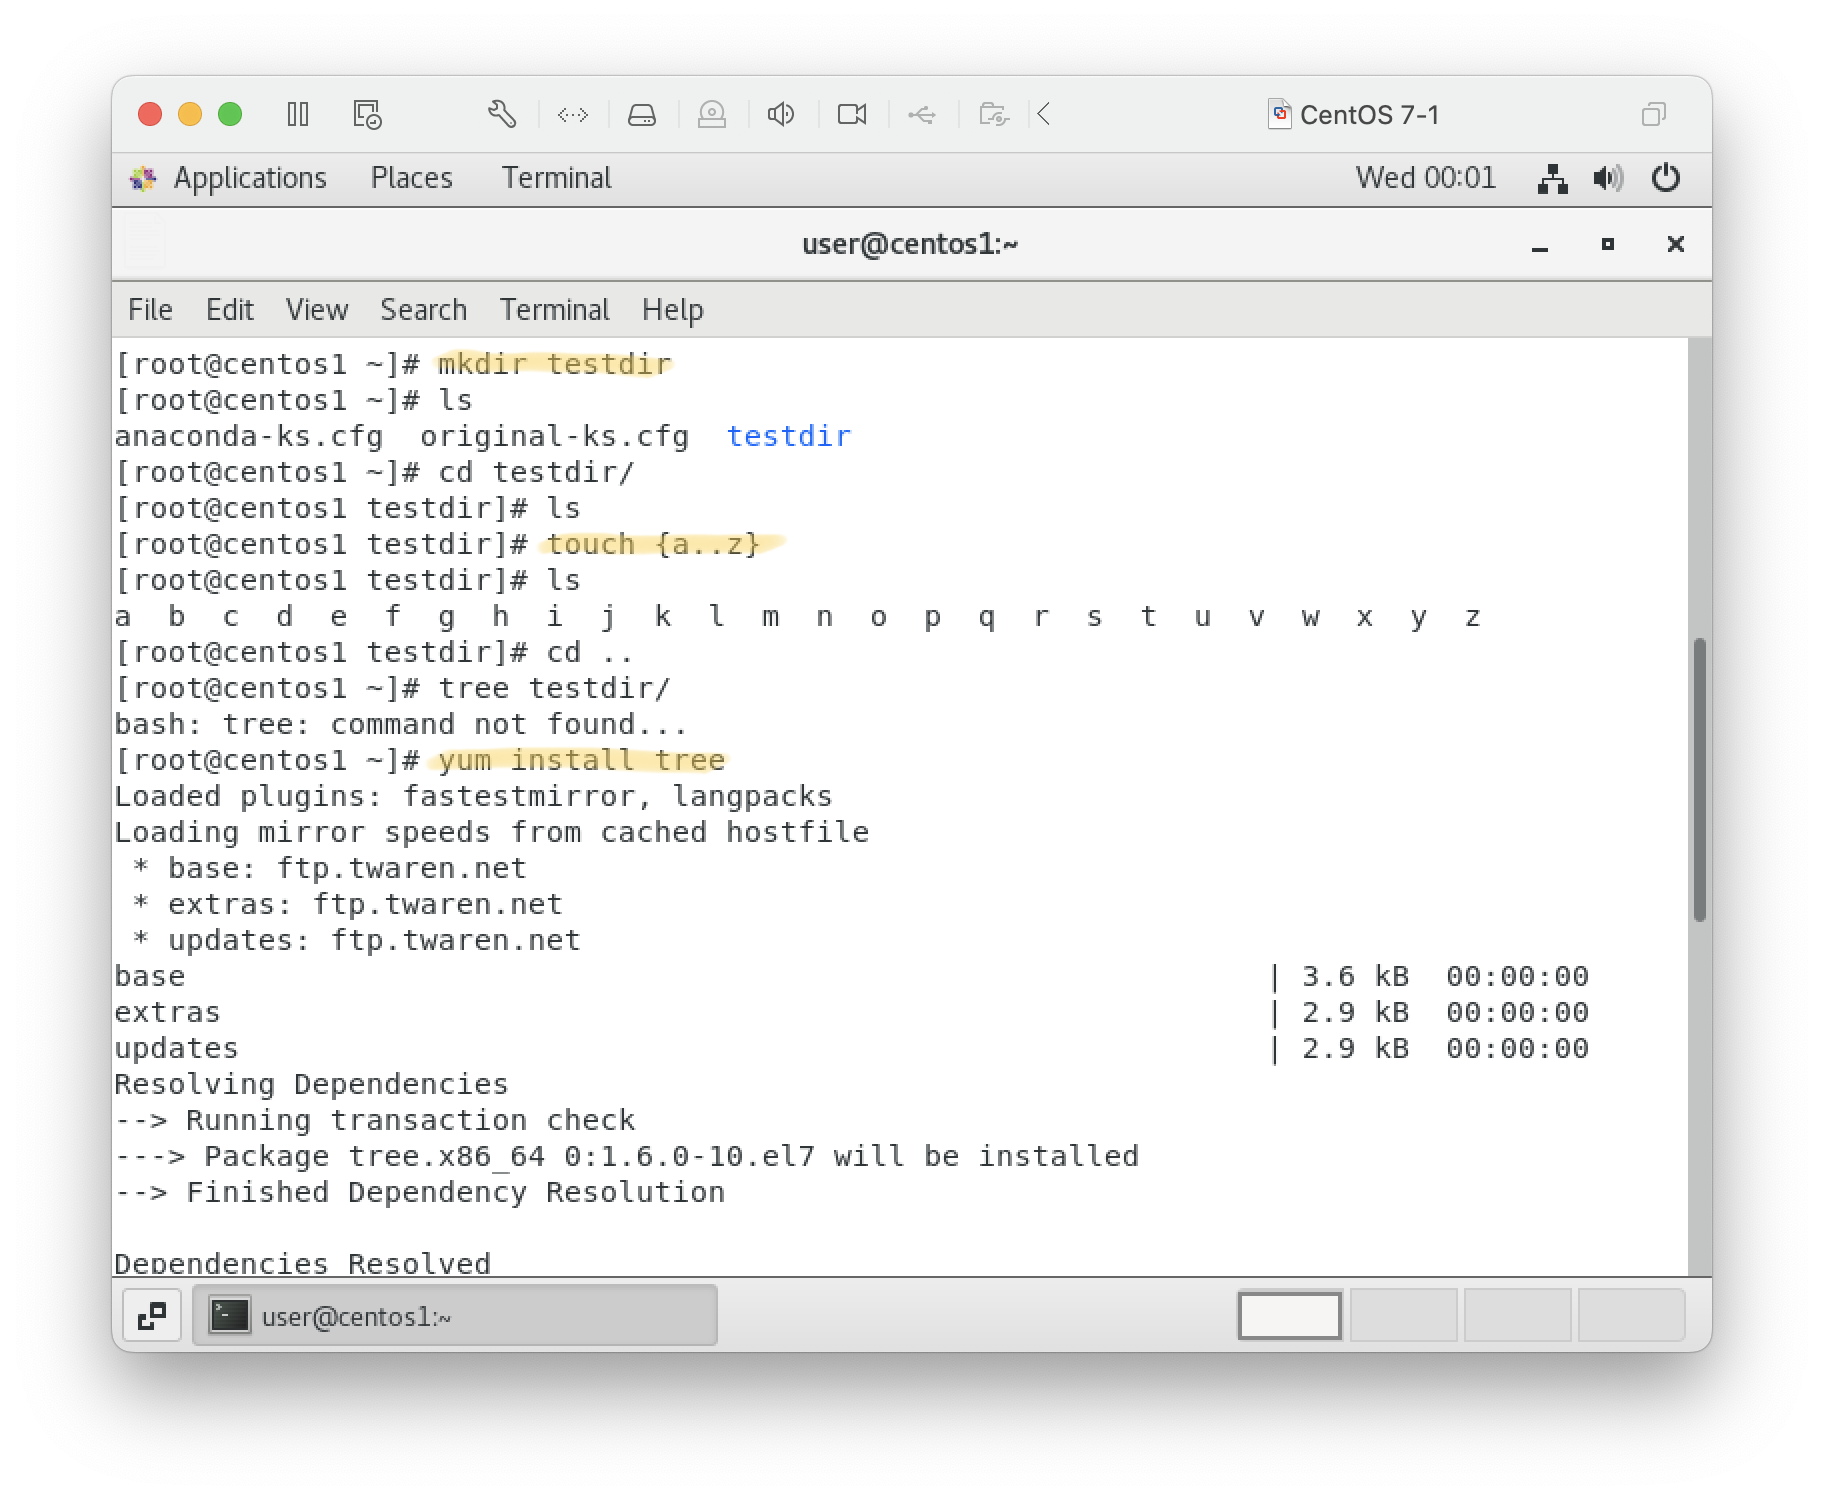 CentOS 7-1
Applications Places Terminal Wed 00:01
user@centos1:~
File Edit View Search Terminal Help
[root@centos1 ~]# mkdir testdir
[root@centos1 ~]# ls
anaconda-ks.cfg  original-ks.cfg  testdir
[root@centos1 ~]# cd testdir/
[root@centos1 testdir]# ls
[root@centos1 testdir]# touch {a..z}
[root@centos1 testdir]# ls
a  b  c  d  e  f  g  h  i  j  k  l  m  n  o  p  q  r  s  t  u  v  w  x  y  z
[root@centos1 testdir]# cd ..
[root@centos1 ~]# tree testdir/
bash: tree: command not found...
[root@centos1 ~]# yum install tree
Loaded plugins: fastestmirror, langpacks
Loading mirror speeds from cached hostfile
 * base: ftp.twaren.net
 * extras: ftp.twaren.net
 * updates: ftp.twaren.net
base | 3.6 kB  00:00:00
extras | 2.9 kB  00:00:00
updates | 2.9 kB  00:00:00
Resolving Dependencies
--> Running transaction check
---> Package tree.x86_64 0:1.6.0-10.el7 will be installed
--> Finished Dependency Resolution
Dependencies Resolved
user@centos1:~